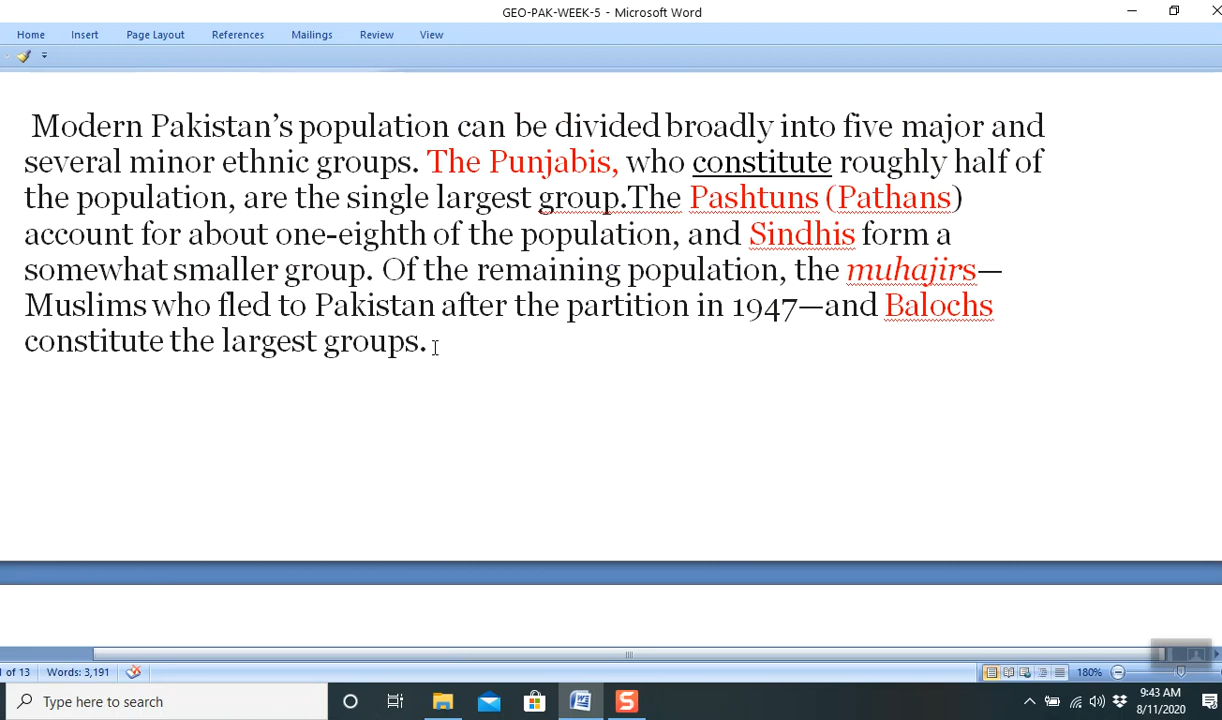 GEO-PAK-WEEK-5 - Microsoft Word
Home Insert Page Layout References Mailings Review View
Modern Pakistan’s population can be divided broadly into five major and
several minor ethnic groups. The Punjabis, who constitute roughly half of
the population, are the single largest group.The Pashtuns (Pathans)
account for about one-eighth of the population, and Sindhis form a
somewhat smaller group. Of the remaining population, the muhajirs—
Muslims who fled to Pakistan after the partition in 1947—and Balochs
constitute the largest groups.
of 13 Words: 3,191 180%
Type here to search
9:43 AM
8/11/2020